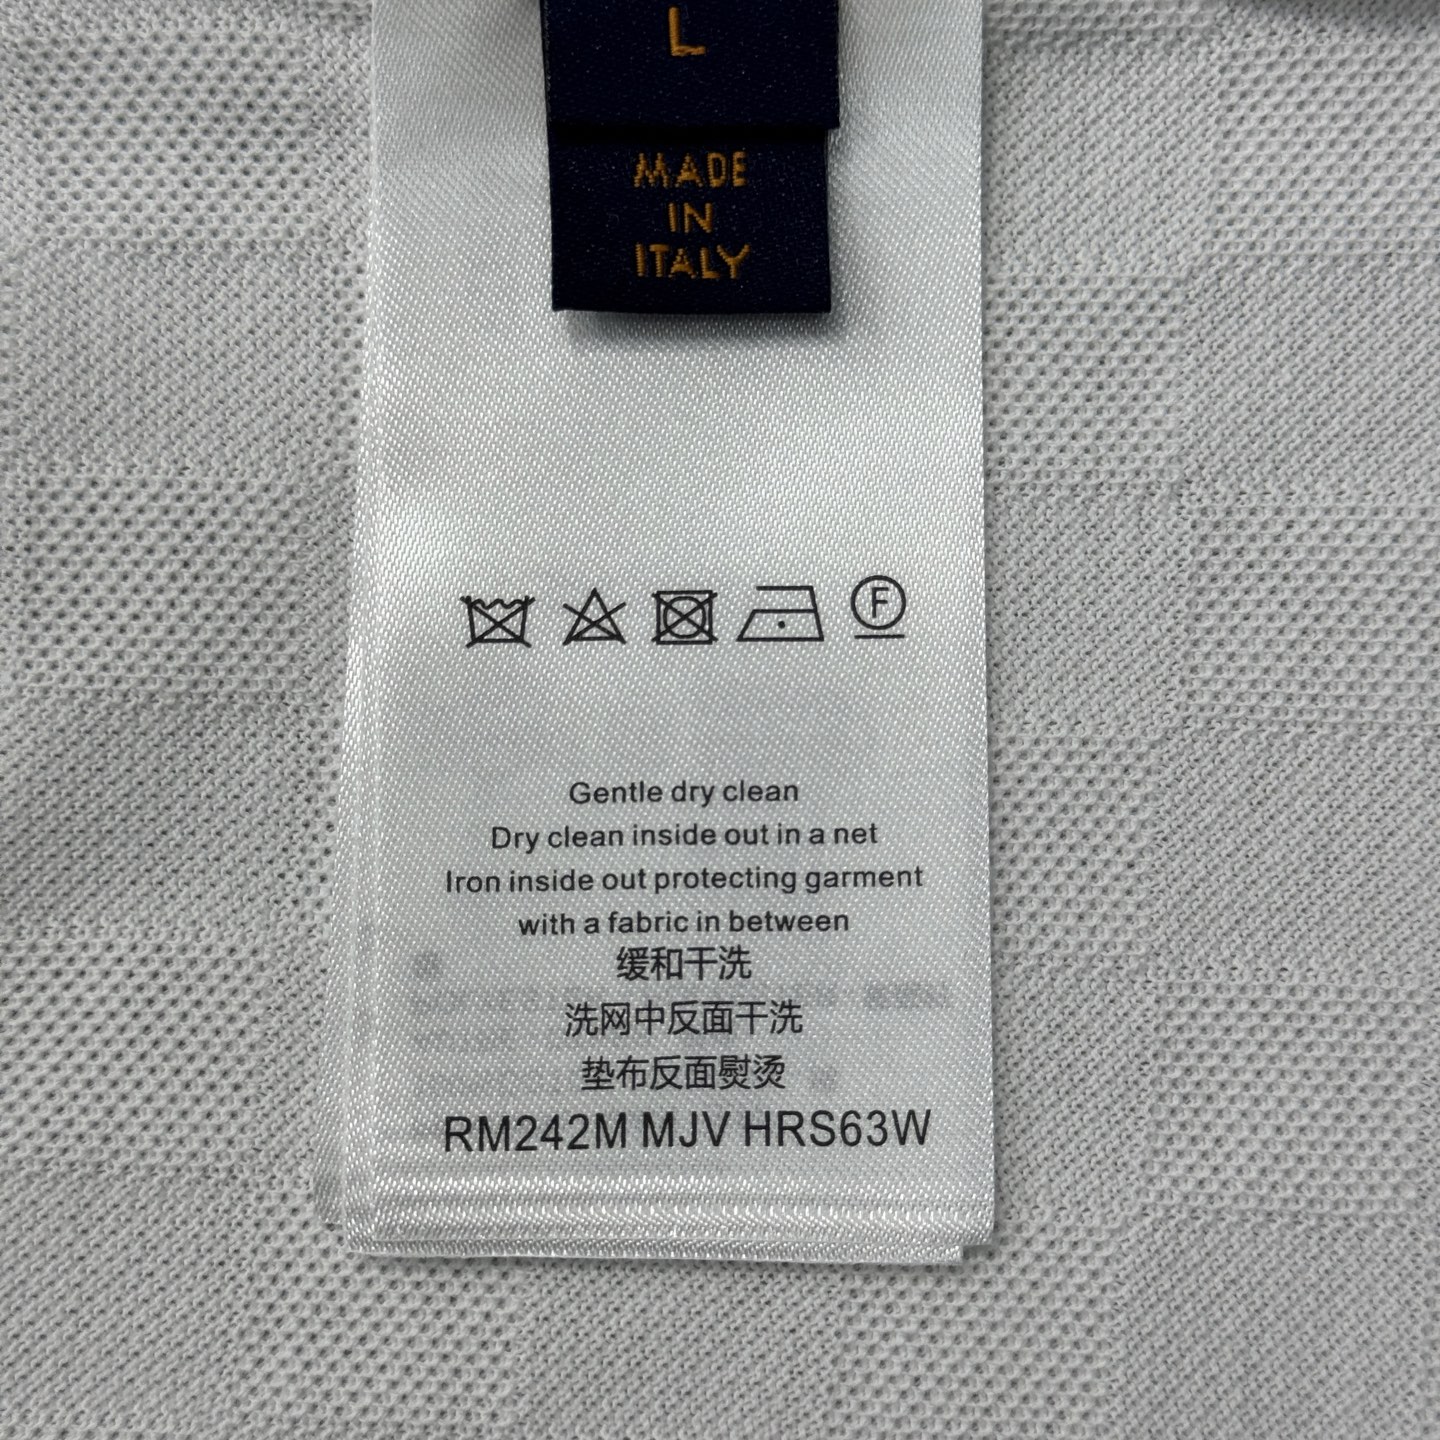 L
MADE
IN
ITALY
F
Gentle dry clean
Dry clean inside out in a net
Iron inside out protecting garment
with a fabric in between
缓和干洗
洗网中反面干洗
垫布反面熨烫
RM242M MJV HRS63W